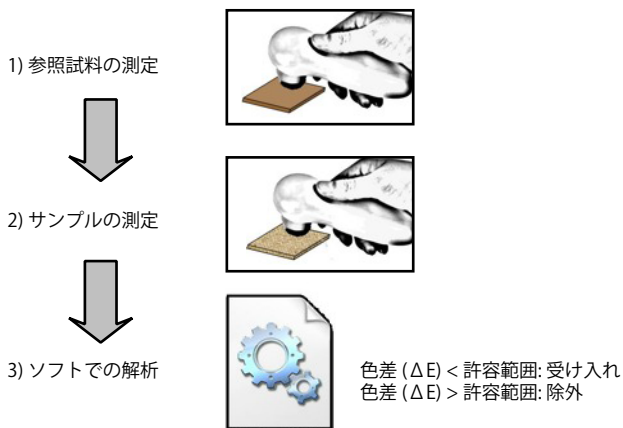 1) 参照試料の測定
2) サンプルの測定
3) ソフトでの解析
色差 (ΔE) < 許容範囲: 受け入れ
色差 (ΔE) > 許容範囲: 除外